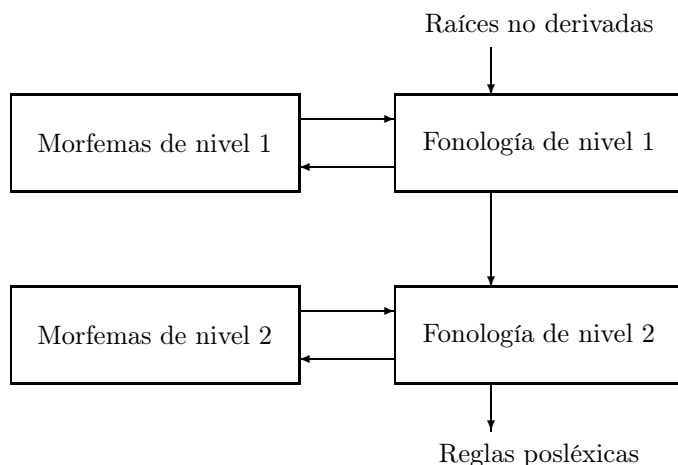 Raíces no derivadas
Morfemas de nivel 1
Fonología de nivel 1
Morfemas de nivel 2
Fonología de nivel 2
Reglas posléxicas